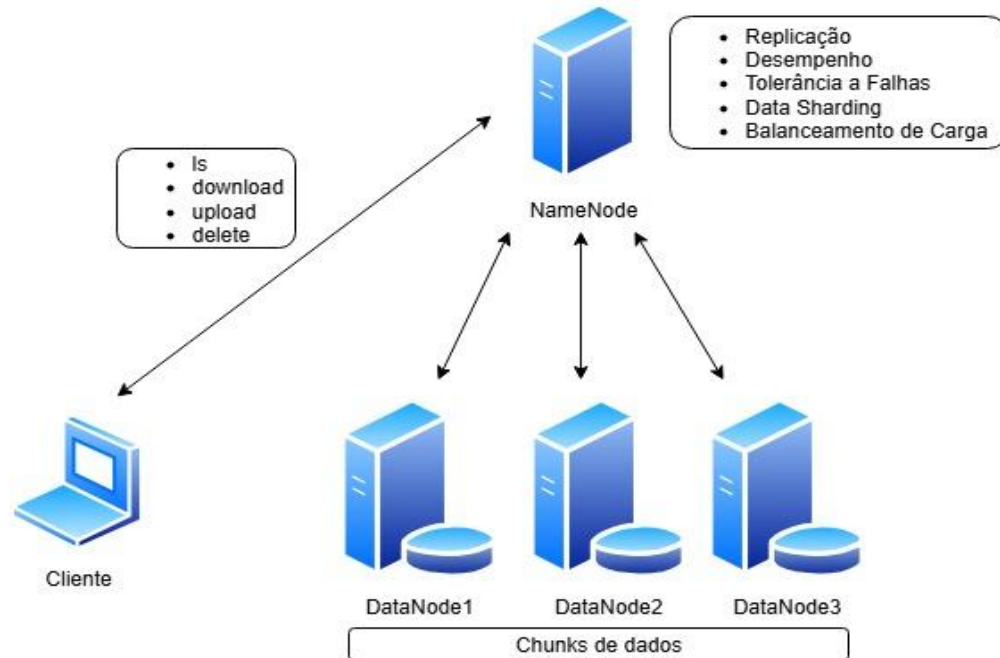 • Replicação
• Desempenho
• Tolerância a Falhas
• Data Sharding
• Balanceamento de Carga
• ls
• download
• upload
• delete
NameNode
Cliente
DataNode1
DataNode2
DataNode3
Chunks de dados